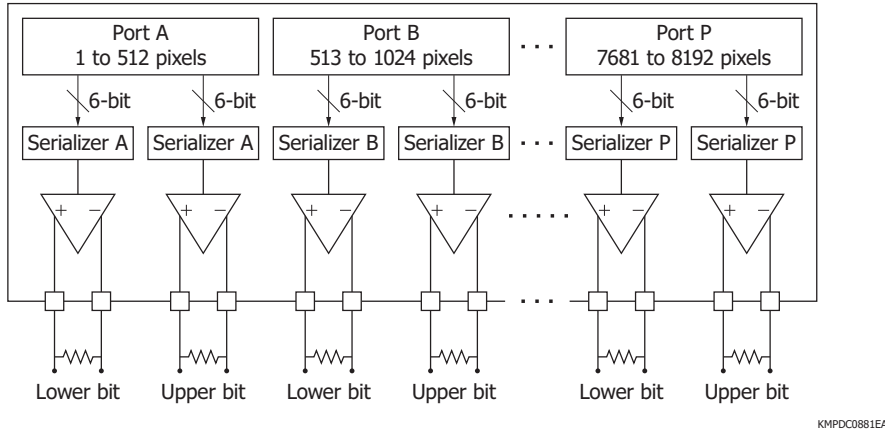 Port A
1 to 512 pixels
Port B
513 to 1024 pixels
Port P
7681 to 8192 pixels
6-bit 6-bit 6-bit 6-bit 6-bit 6-bit
Serializer A Serializer A Serializer B Serializer B Serializer P Serializer P
+ − + − + − + − + − + −
Lower bit Upper bit Lower bit Upper bit Lower bit Upper bit
KMPDC0881EA